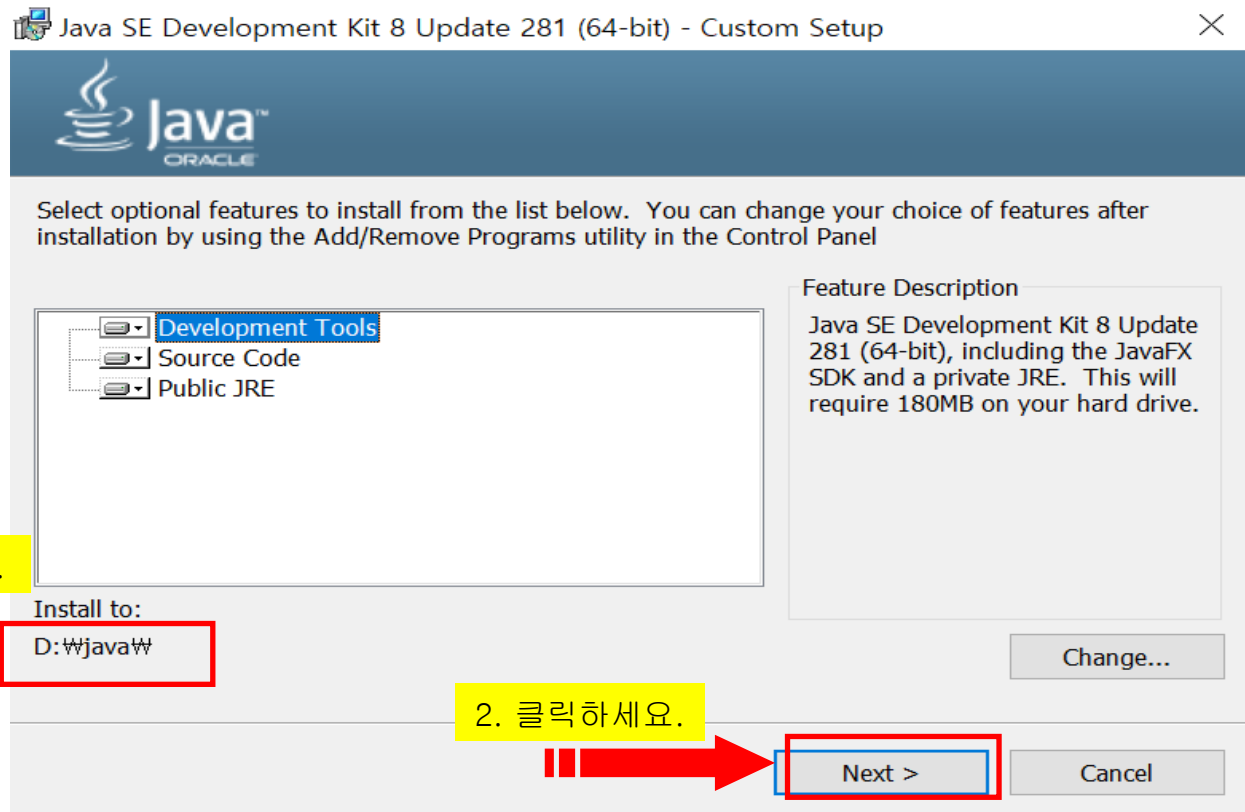 Java SE Development Kit 8 Update 281 (64-bit) - Custom Setup
Java™
ORACLE
Select optional features to install from the list below.  You can change your choice of features after
installation by using the Add/Remove Programs utility in the Control Panel
Development Tools
Source Code
Public JRE
Feature Description
Java SE Development Kit 8 Update
281 (64-bit), including the JavaFX
SDK and a private JRE.  This will
require 180MB on your hard drive.
.
Install to:
D:₩java₩
Change...
2. 클릭하세요.
Next >
Cancel